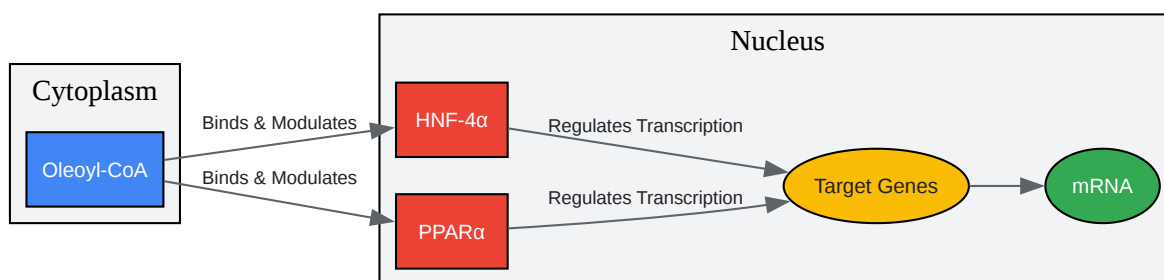 Cytoplasm
Oleoyl-CoA
Binds & Modulates
Binds & Modulates
Nucleus
HNF-4α
PPARα
Regulates Transcription
Regulates Transcription
Target Genes
mRNA